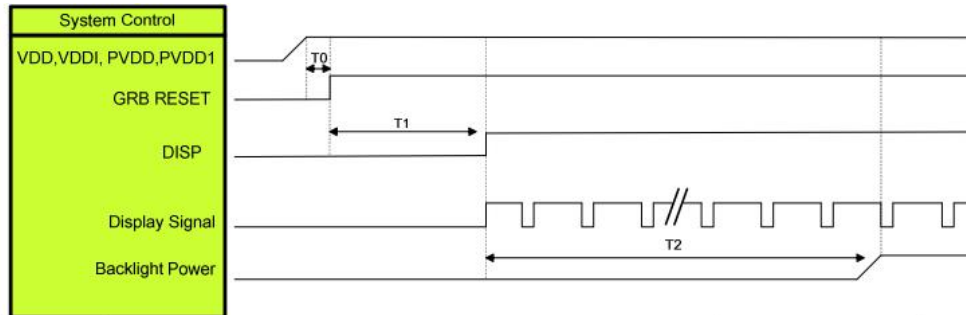 System Control
VDD,VDDI, PVDD,PVDD1
T0
GRB RESET
T1
DISP
Display Signal
T2
Backlight Power